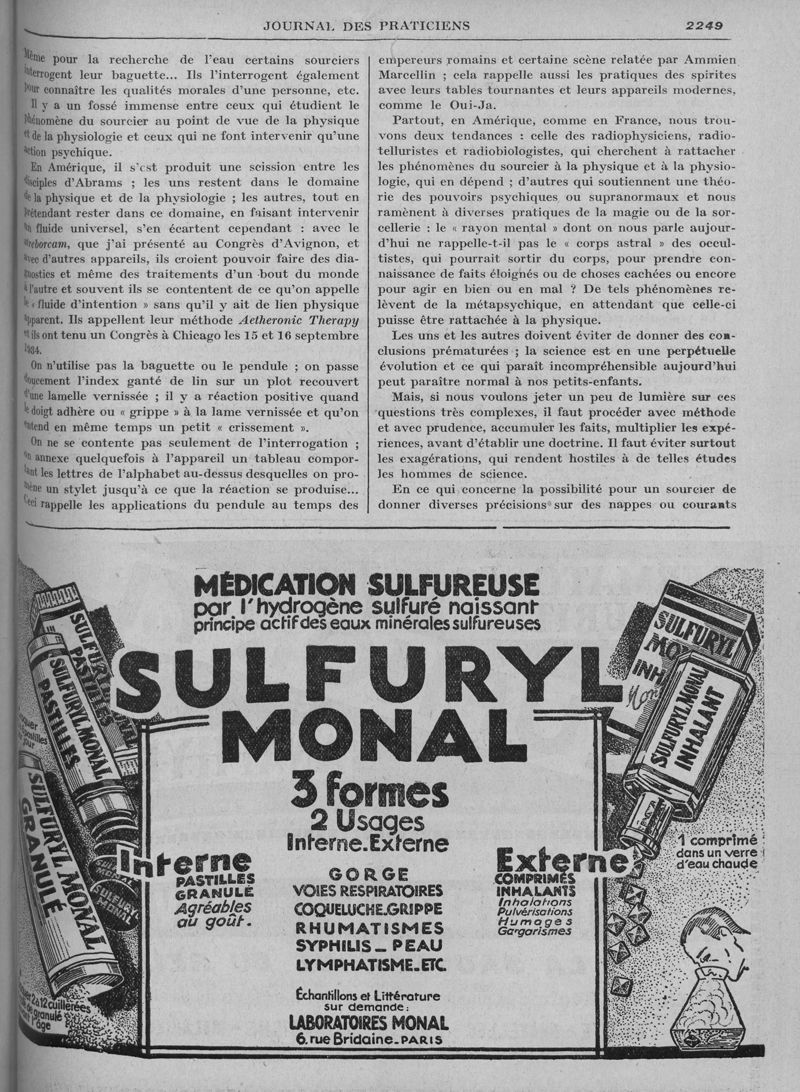 JOURNAL DES PRATICIENS
2249
Même pour la recherche de l'eau certains sourciers
interrogent leur baguette... Ils l'interrogent également
pour connaître les qualités morales d'une personne, etc.
Il y a un fossé immense entre ceux qui étudient le
phénomène du sourcier au point de vue de la physique
et de la physiologie et ceux qui ne font intervenir qu'une
action psychique.
En Amérique, il s'est produit une scission entre les
disciples d'Abrams ; les uns restent dans le domaine
de la physique et de la physiologie ; les autres, tout en
prétendant rester dans ce domaine, en faisant intervenir
un fluide universel, s'en écartent cependant : avec le
que j'ai présenté au Congrès d'Avignon, et
avec d'autres appareils, ils croient pouvoir faire des dia-
gnostics et même des traitements d'un bout du monde
à l'autre et souvent ils se contentent de ce qu'on appelle
le « fluide d'intention » sans qu'il y ait de lien physique
apparent. Ils appellent leur méthode Aetheronic Therapy
et ils ont tenu un Congrès à Chicago les 15 et 16 septembre
1934.
On n'utilise pas la baguette ou le pendule ; on passe
doucement l'index ganté de lin sur un plot recouvert
d'une lamelle vernissée ; il y a réaction positive quand
le doigt adhère ou « grippe » à la lame vernissée et qu'on
entend en même temps un petit « crissement ».
On ne se contente pas seulement de l'interrogation ;
on annexe quelquefois à l'appareil un tableau compor-
tant les lettres de l'alphabet au-dessus desquelles on pro-
mène un stylet jusqu'à ce que la réaction se produise...
Ceci rappelle les applications du pendule au temps des
empereurs romains et certaine scène relatée par Ammien
Marcellin ; cela rappelle aussi les pratiques des spirites
avec leurs tables tournantes et leurs appareils modernes,
comme le Oui-Ja.
Partout, en Amérique, comme en France, nous trou-
vons deux tendances : celle des radiophysiciens, radio-
telluristes et radiobiologistes, qui cherchent à rattacher
les phénomènes du sourcier à la physique et à la physio-
logie, qui en dépend ; d'autres qui soutiennent une théo-
rie des pouvoirs psychiques ou supranormaux et nous
ramènent à diverses pratiques de la magie ou de la sor-
cellerie : le « rayon mental » dont on nous parle aujour-
d'hui ne rappelle-t-il pas le « corps astral » des occul-
tistes, qui pourrait sortir du corps, pour prendre con-
naissance de faits éloignés ou de choses cachées ou encore
pour agir en bien ou en mal ? De tels phénomènes re-
lèvent de la métapsychique, en attendant que celle-ci
puisse être rattachée à la physique.
Les uns et les autres doivent éviter de donner des con-
clusions prématurées ; la science est en une perpétuelle
évolution et ce qui paraît incompréhensible aujourd'hui
peut paraître normal à nos petits-enfants.
Mais, si nous voulons jeter un peu de lumière sur ces
questions très complexes, il faut procéder avec méthode
et avec prudence, accumuler les faits, multiplier les expé-
riences, avant d'établir une doctrine. Il faut éviter surtout
les exagérations, qui rendent hostiles à de telles études
les hommes de science.
En ce qui concerne la possibilité pour un sourcier de
donner diverses précisions sur des nappes ou courants
MÉDICATION SULFUREUSE
par l'hydrogène sulfuré naissant
principe actif des eaux minérales sulfureuses
SULFURYL
MONAL
3 formes
2 Usages
Interne_Externe
Interne
PASTILLES
GRANULÉ
Agréables
au goût.
GORGE
VOIES RESPIRATOIRES
COQUELUCHE_GRIPPE
RHUMATISMES
SYPHILIS_ PEAU
LYMPHATISME_ETC.
Échantillons et Littérature
sur demande:
LABORATOIRES MONAL
6, rue Bridaine_PARIS
Externe
COMPRIMÉS
INHALANTS
Inhalations
Pulvérisations
Humages
Gargarismes
1 comprimé
dans un verre
d'eau chaude
SULFURYL
PASTILLES
SULFURYL MONAL
PASTILLES
SULFURYL MONAL
GRANULÉ
SULFURYL
MONAL
2 à 12 cuillerées
granulé
l'âge
SULFURYL
MO
INH
SULFURYL MONAL
INHALANT